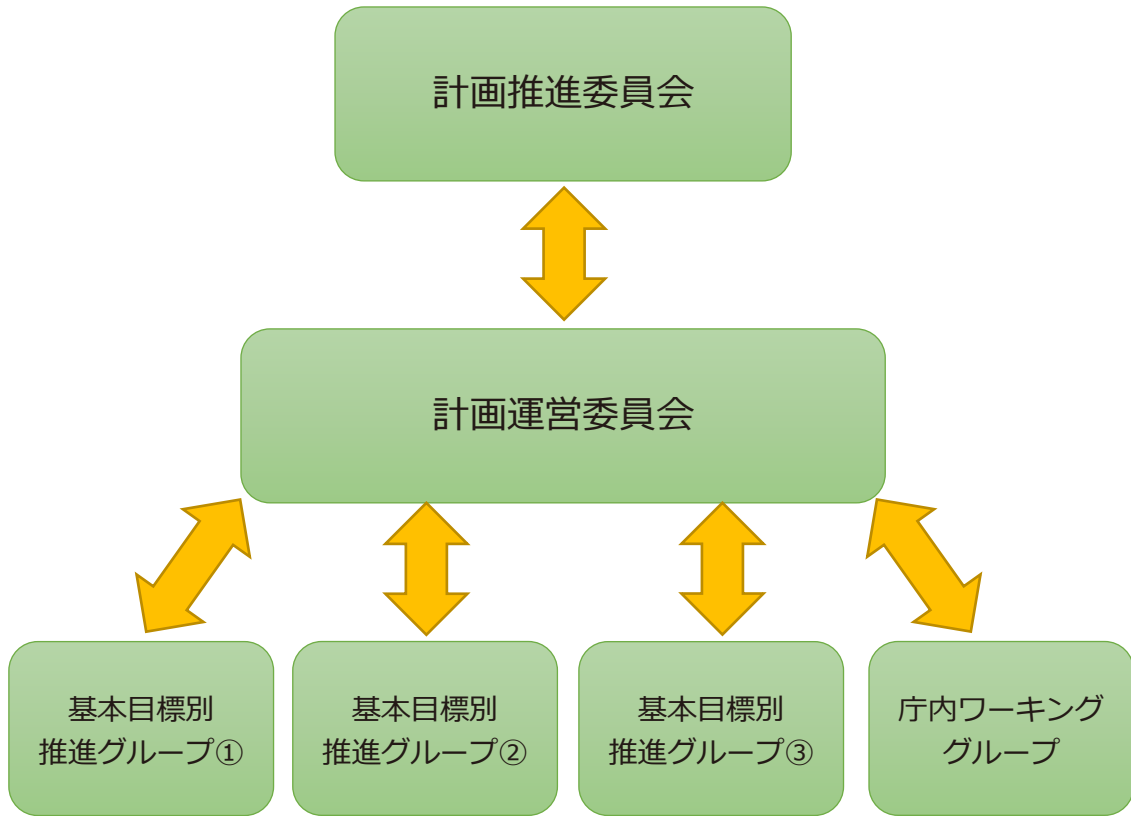 計画推進委員会
計画運営委員会
基本目標別
推進グループ①
基本目標別
推進グループ②
基本目標別
推進グループ③
庁内ワーキング
グループ